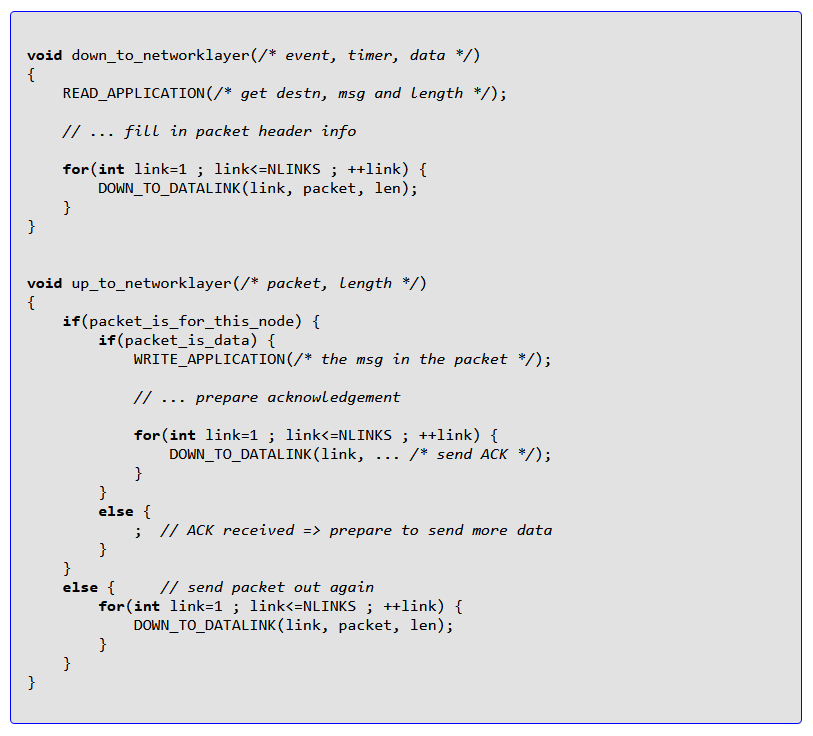 void down_to_networklayer(/* event, timer, data */)
{
    READ_APPLICATION(/* get destn, msg and length */);

    // ... fill in packet header info

    for(int link=1 ; link<=NLINKS ; ++link) {
        DOWN_TO_DATALINK(link, packet, len);
    }
}


void up_to_networklayer(/* packet, length */)
{
    if(packet_is_for_this_node) {
        if(packet_is_data) {
            WRITE_APPLICATION(/* the msg in the packet */);

            // ... prepare acknowledgement

            for(int link=1 ; link<=NLINKS ; ++link) {
                DOWN_TO_DATALINK(link, ... /* send ACK */);
            }
        }
        else {
            ;  // ACK received => prepare to send more data
        }
    }
    else {     // send packet out again
        for(int link=1 ; link<=NLINKS ; ++link) {
            DOWN_TO_DATALINK(link, packet, len);
        }
    }
}